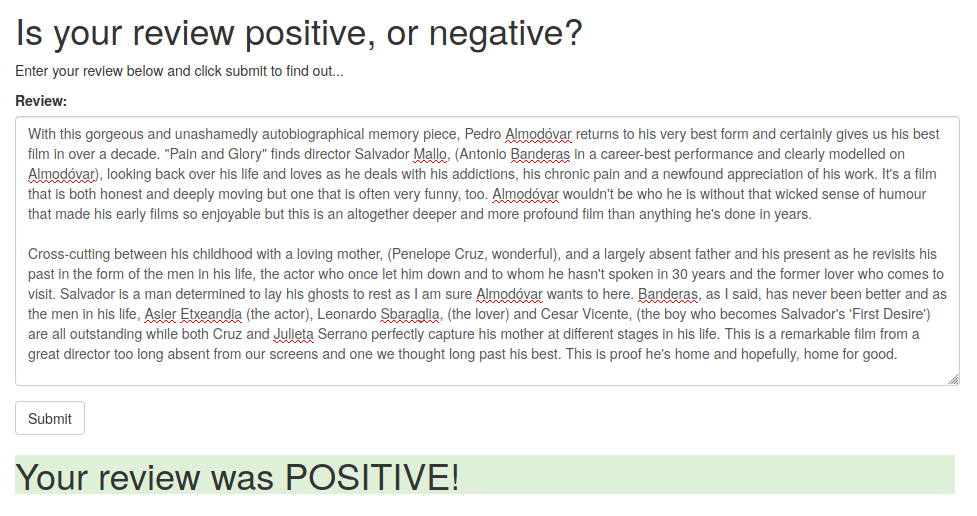 Is your review positive, or negative?
Enter your review below and click submit to find out...
Review:
With this gorgeous and unashamedly autobiographical memory piece, Pedro Almodóvar returns to his very best form and certainly gives us his best
film in over a decade. "Pain and Glory" finds director Salvador Mallo, (Antonio Banderas in a career-best performance and clearly modelled on
Almodóvar), looking back over his life and loves as he deals with his addictions, his chronic pain and a newfound appreciation of his work. It's a film
that is both honest and deeply moving but one that is often very funny, too. Almodóvar wouldn't be who he is without that wicked sense of humour
that made his early films so enjoyable but this is an altogether deeper and more profound film than anything he's done in years.
Cross-cutting between his childhood with a loving mother, (Penelope Cruz, wonderful), and a largely absent father and his present as he revisits his
past in the form of the men in his life, the actor who once let him down and to whom he hasn't spoken in 30 years and the former lover who comes to
visit. Salvador is a man determined to lay his ghosts to rest as I am sure Almodóvar wants to here. Banderas, as I said, has never been better and as
the men in his life, Asier Etxeandia (the actor), Leonardo Sbaraglia, (the lover) and Cesar Vicente, (the boy who becomes Salvador's 'First Desire')
are all outstanding while both Cruz and Julieta Serrano perfectly capture his mother at different stages in his life. This is a remarkable film from a
great director too long absent from our screens and one we thought long past his best. This is proof he's home and hopefully, home for good.
Submit
Your review was POSITIVE!